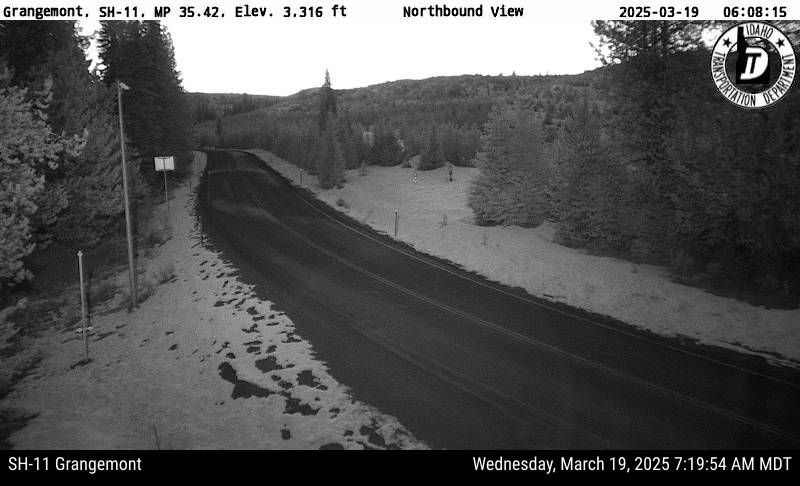 Grangemont, SH-11, MP 35.42, Elev. 3,316 ft Northbound View 2025-03-19 06:08:15
IDAHO
TRANSPORTATION DEPARTMENT
SH-11 Grangemont Wednesday, March 19, 2025 7:19:54 AM MDT